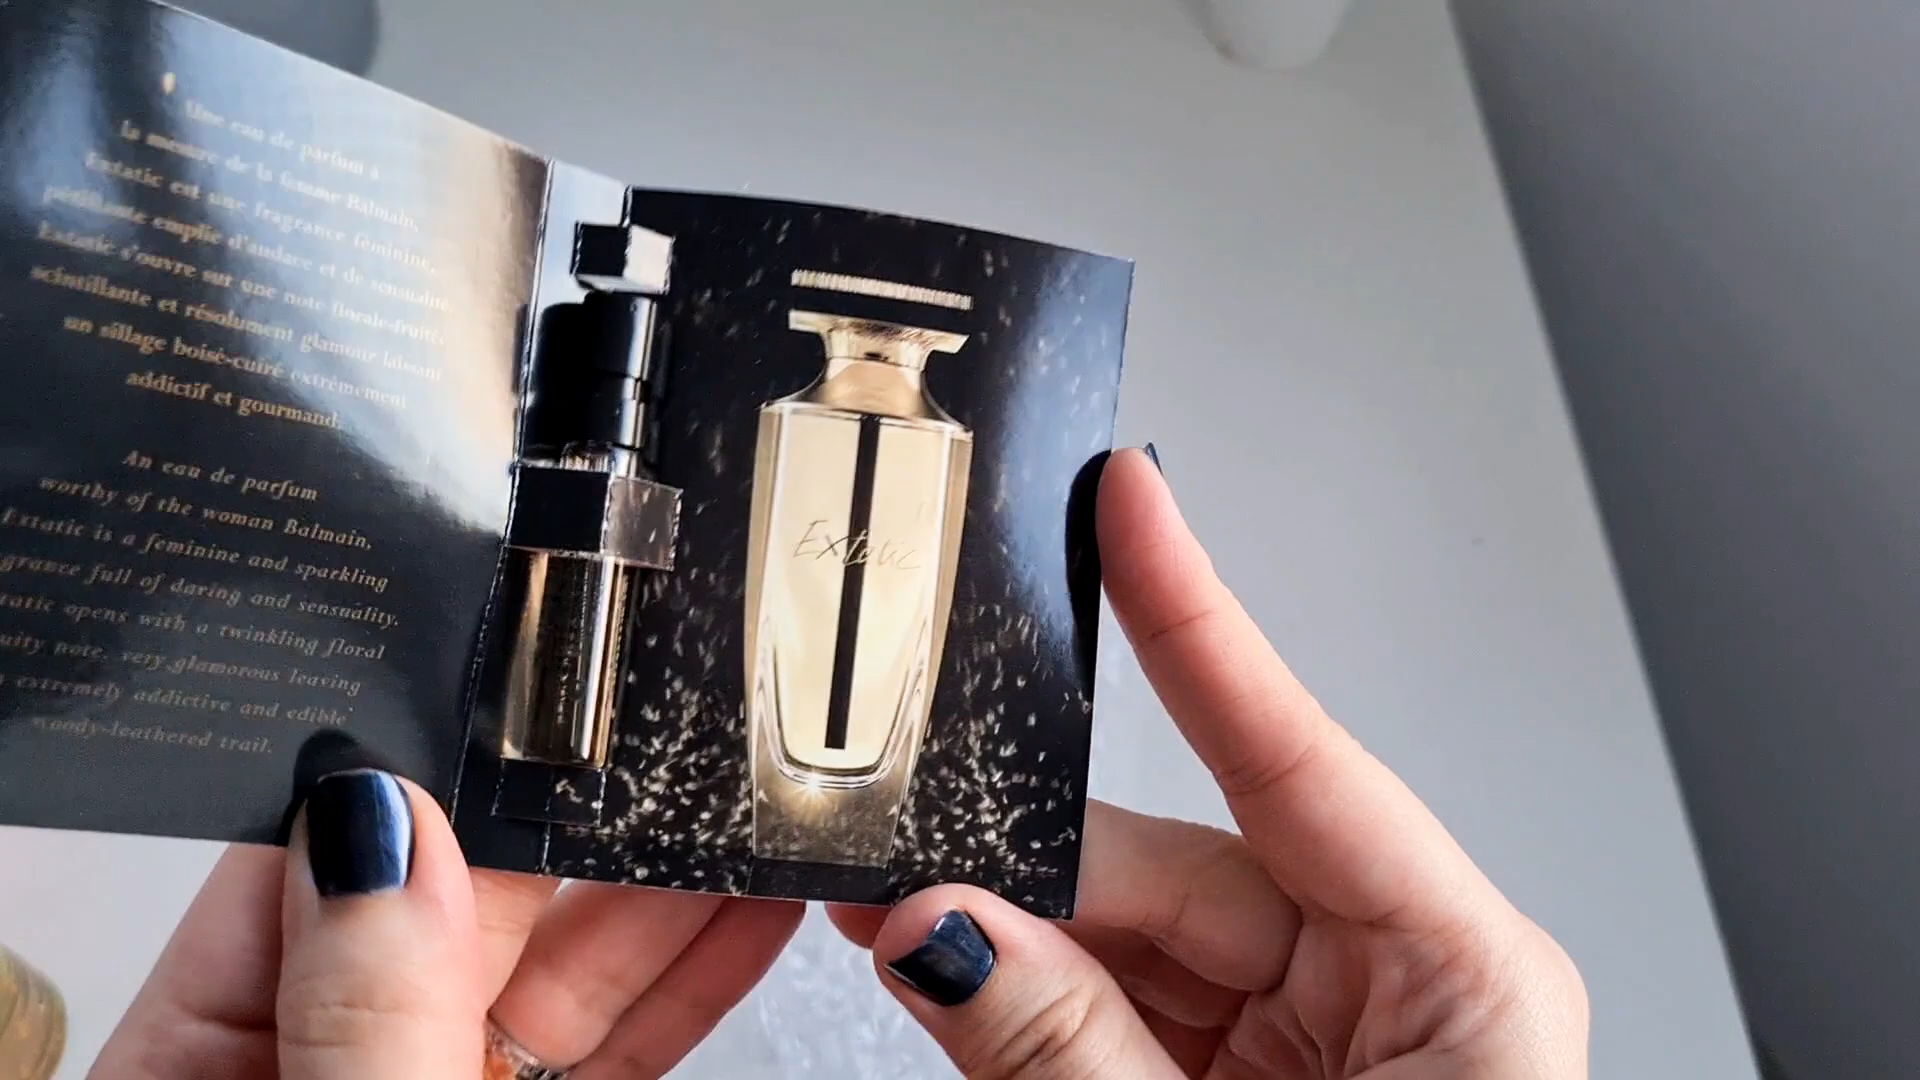 Une eau de parfum à
la mesure de la femme Balmain,
Extatic est une fragrance féminine,
pétillante emplie d'audace et de sensualité.
Extatic s'ouvre sur une note florale-fruitée
scintillante et résolument glamour laissant
un sillage boisé-cuiré extrêmement
addictif et gourmand.
An eau de parfum
worthy of the woman Balmain,
Extatic is a feminine and sparkling
grance full of daring and sensuality.
tatic opens with a twinkling floral
uity note, very glamorous leaving
extremely addictive and edible
woody-leathered trail.
Extatic